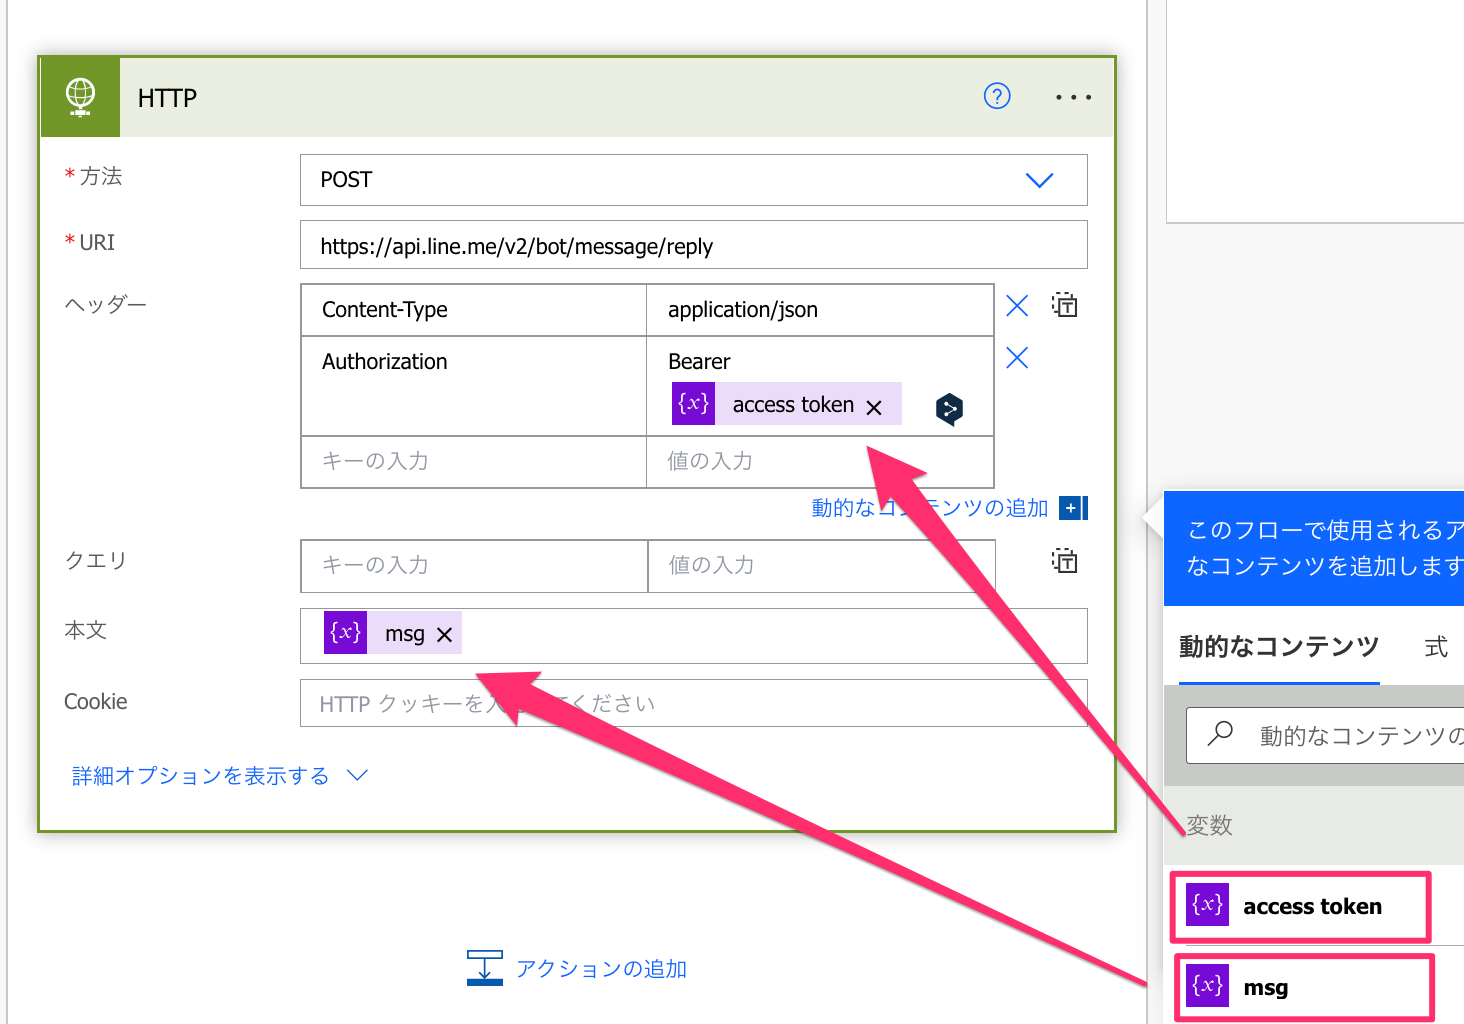 HTTP
?
* 方法
POST
* URI
https://api.line.me/v2/bot/message/reply
ヘッダー
Content-Type
application/json
Authorization
Bearer
{x} access token
キーの入力
値の入力
動的なコンテンツの追加
クエリ
キーの入力
値の入力
本文
{x} msg
Cookie
HTTP クッキーを入 てください
詳細オプションを表示する
アクションの追加
このフローで使用されるア
なコンテンツを追加します
動的なコンテンツ
式
動的なコンテンツの
変数
{x} access token
{x} msg